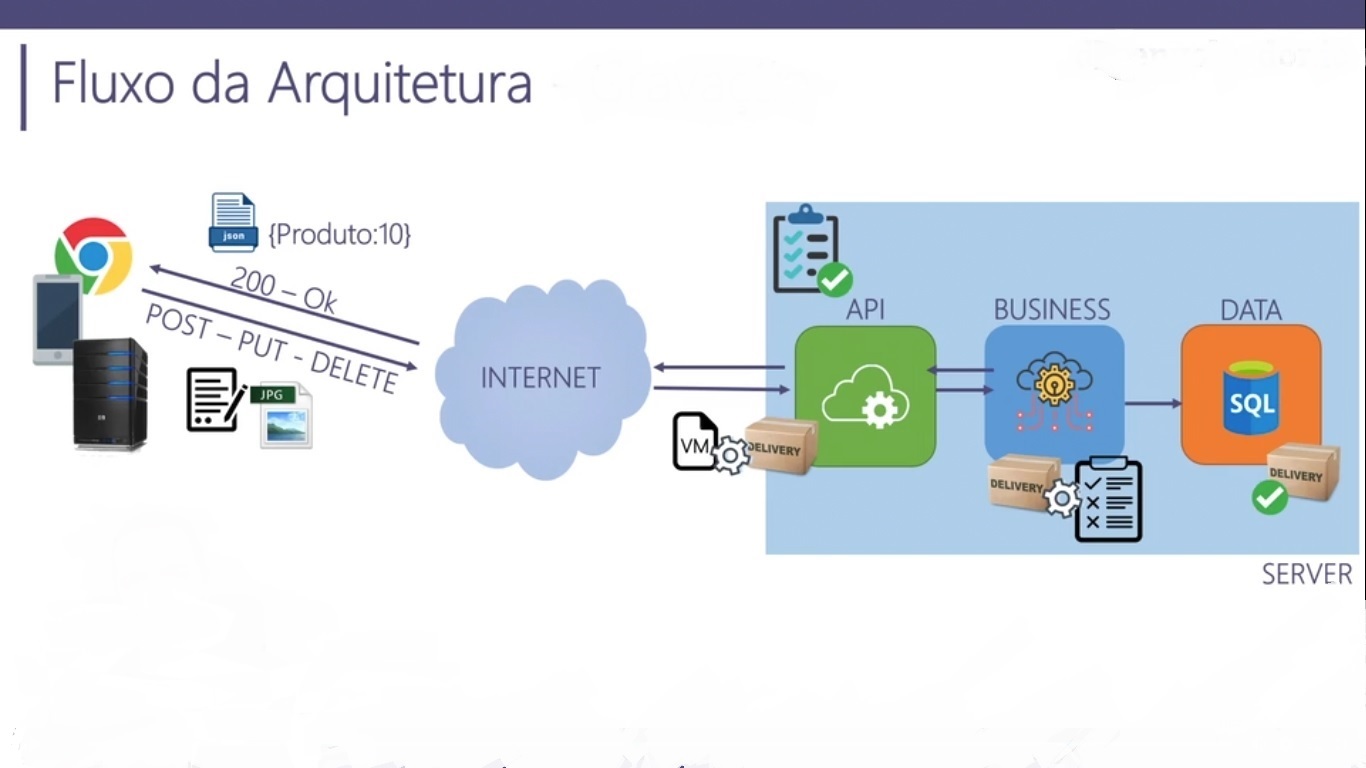 Fluxo da Arquitetura
json
{Produto:10}
200 – Ok
POST – PUT - DELETE
JPG
INTERNET
VM
DELIVERY
API
BUSINESS
DATA
SQL
DELIVERY
DELIVERY
SERVER